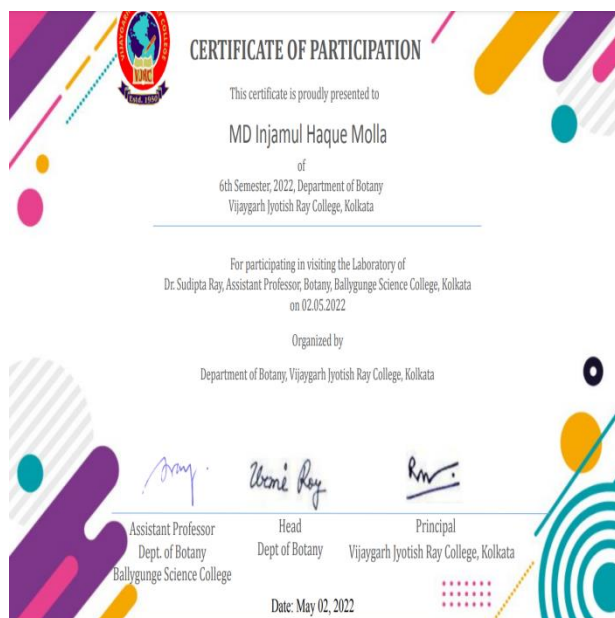 VJRC
Estd. 1950
CERTIFICATE OF PARTICIPATION
This certificate is proudly presented to
MD Injamul Haque Molla
of
6th Semester, 2022, Department of Botany
Vijaygarh Jyotish Ray College, Kolkata
For participating in visiting the Laboratory of
Dr. Sudipta Ray, Assistant Professor, Botany, Ballygunge Science College, Kolkata
on 02.05.2022
Organized by
Department of Botany, Vijaygarh Jyotish Ray College, Kolkata
Roy
Assistant Professor
Dept. of Botany
Ballygunge Science College
Head
Dept of Botany
Principal
Vijaygarh Jyotish Ray College, Kolkata
Date: May 02, 2022